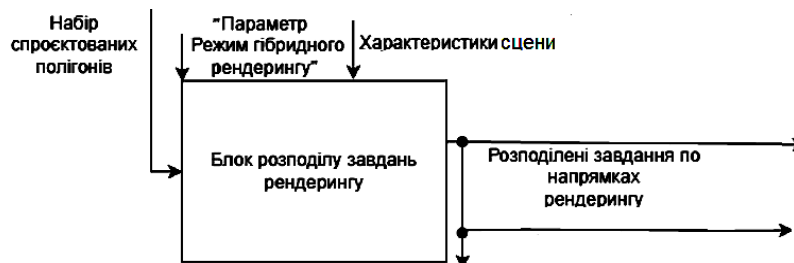 Набір
спроєктованих
полігонів
"Параметр
Режим гібридного
рендерингу"
Характеристики сцени
Блок розподілу завдань
рендерингу
Розподілені завдання по
напрямках
рендерингу